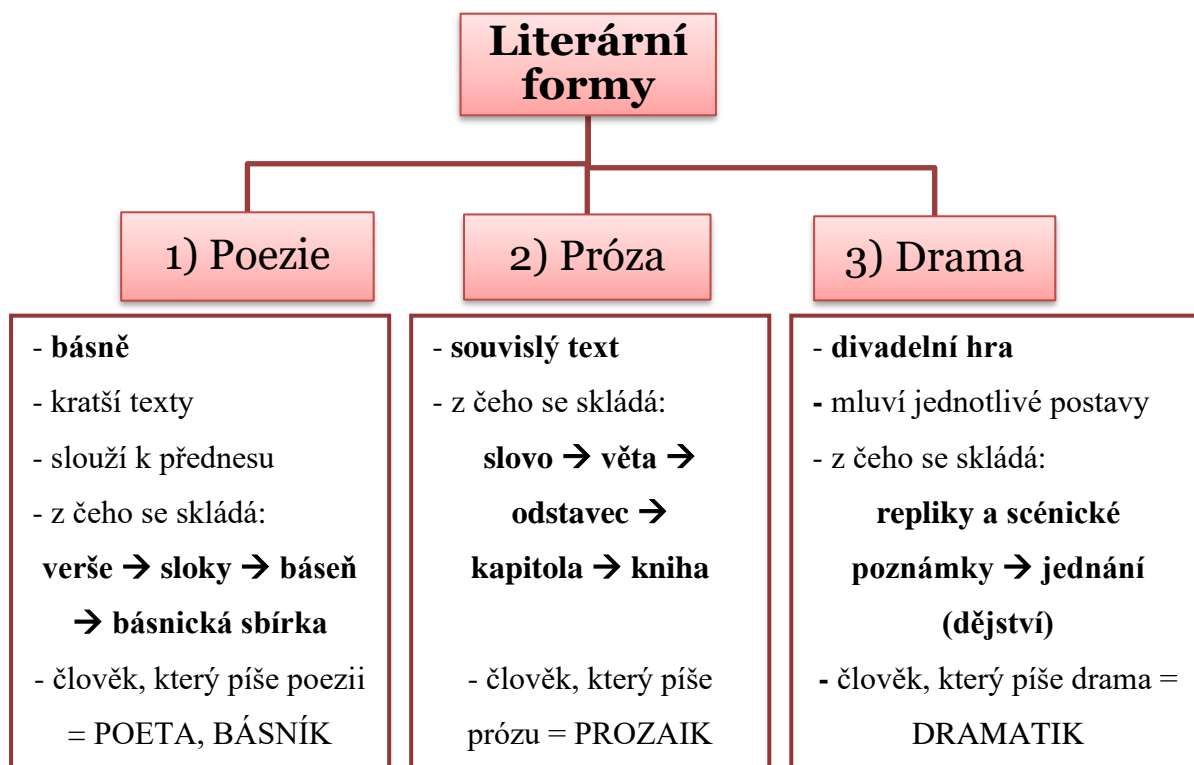 Literární
formy
1) Poezie
2) Próza
3) Drama
- básně
- kratší texty
- slouží k přednesu
- z čeho se skládá:
verše → sloky → báseň
→ básnická sbírka
- člověk, který píše poezii
= POETA, BÁSNÍK
- souvislý text
- z čeho se skládá:
slovo → věta →
odstavec →
kapitola → kniha
- člověk, který píše
prózu = PROZAIK
- divadelní hra
- mluví jednotlivé postavy
- z čeho se skládá:
repliky a scénické
poznámky → jednání
(dějství)
- člověk, který píše drama =
DRAMATIK